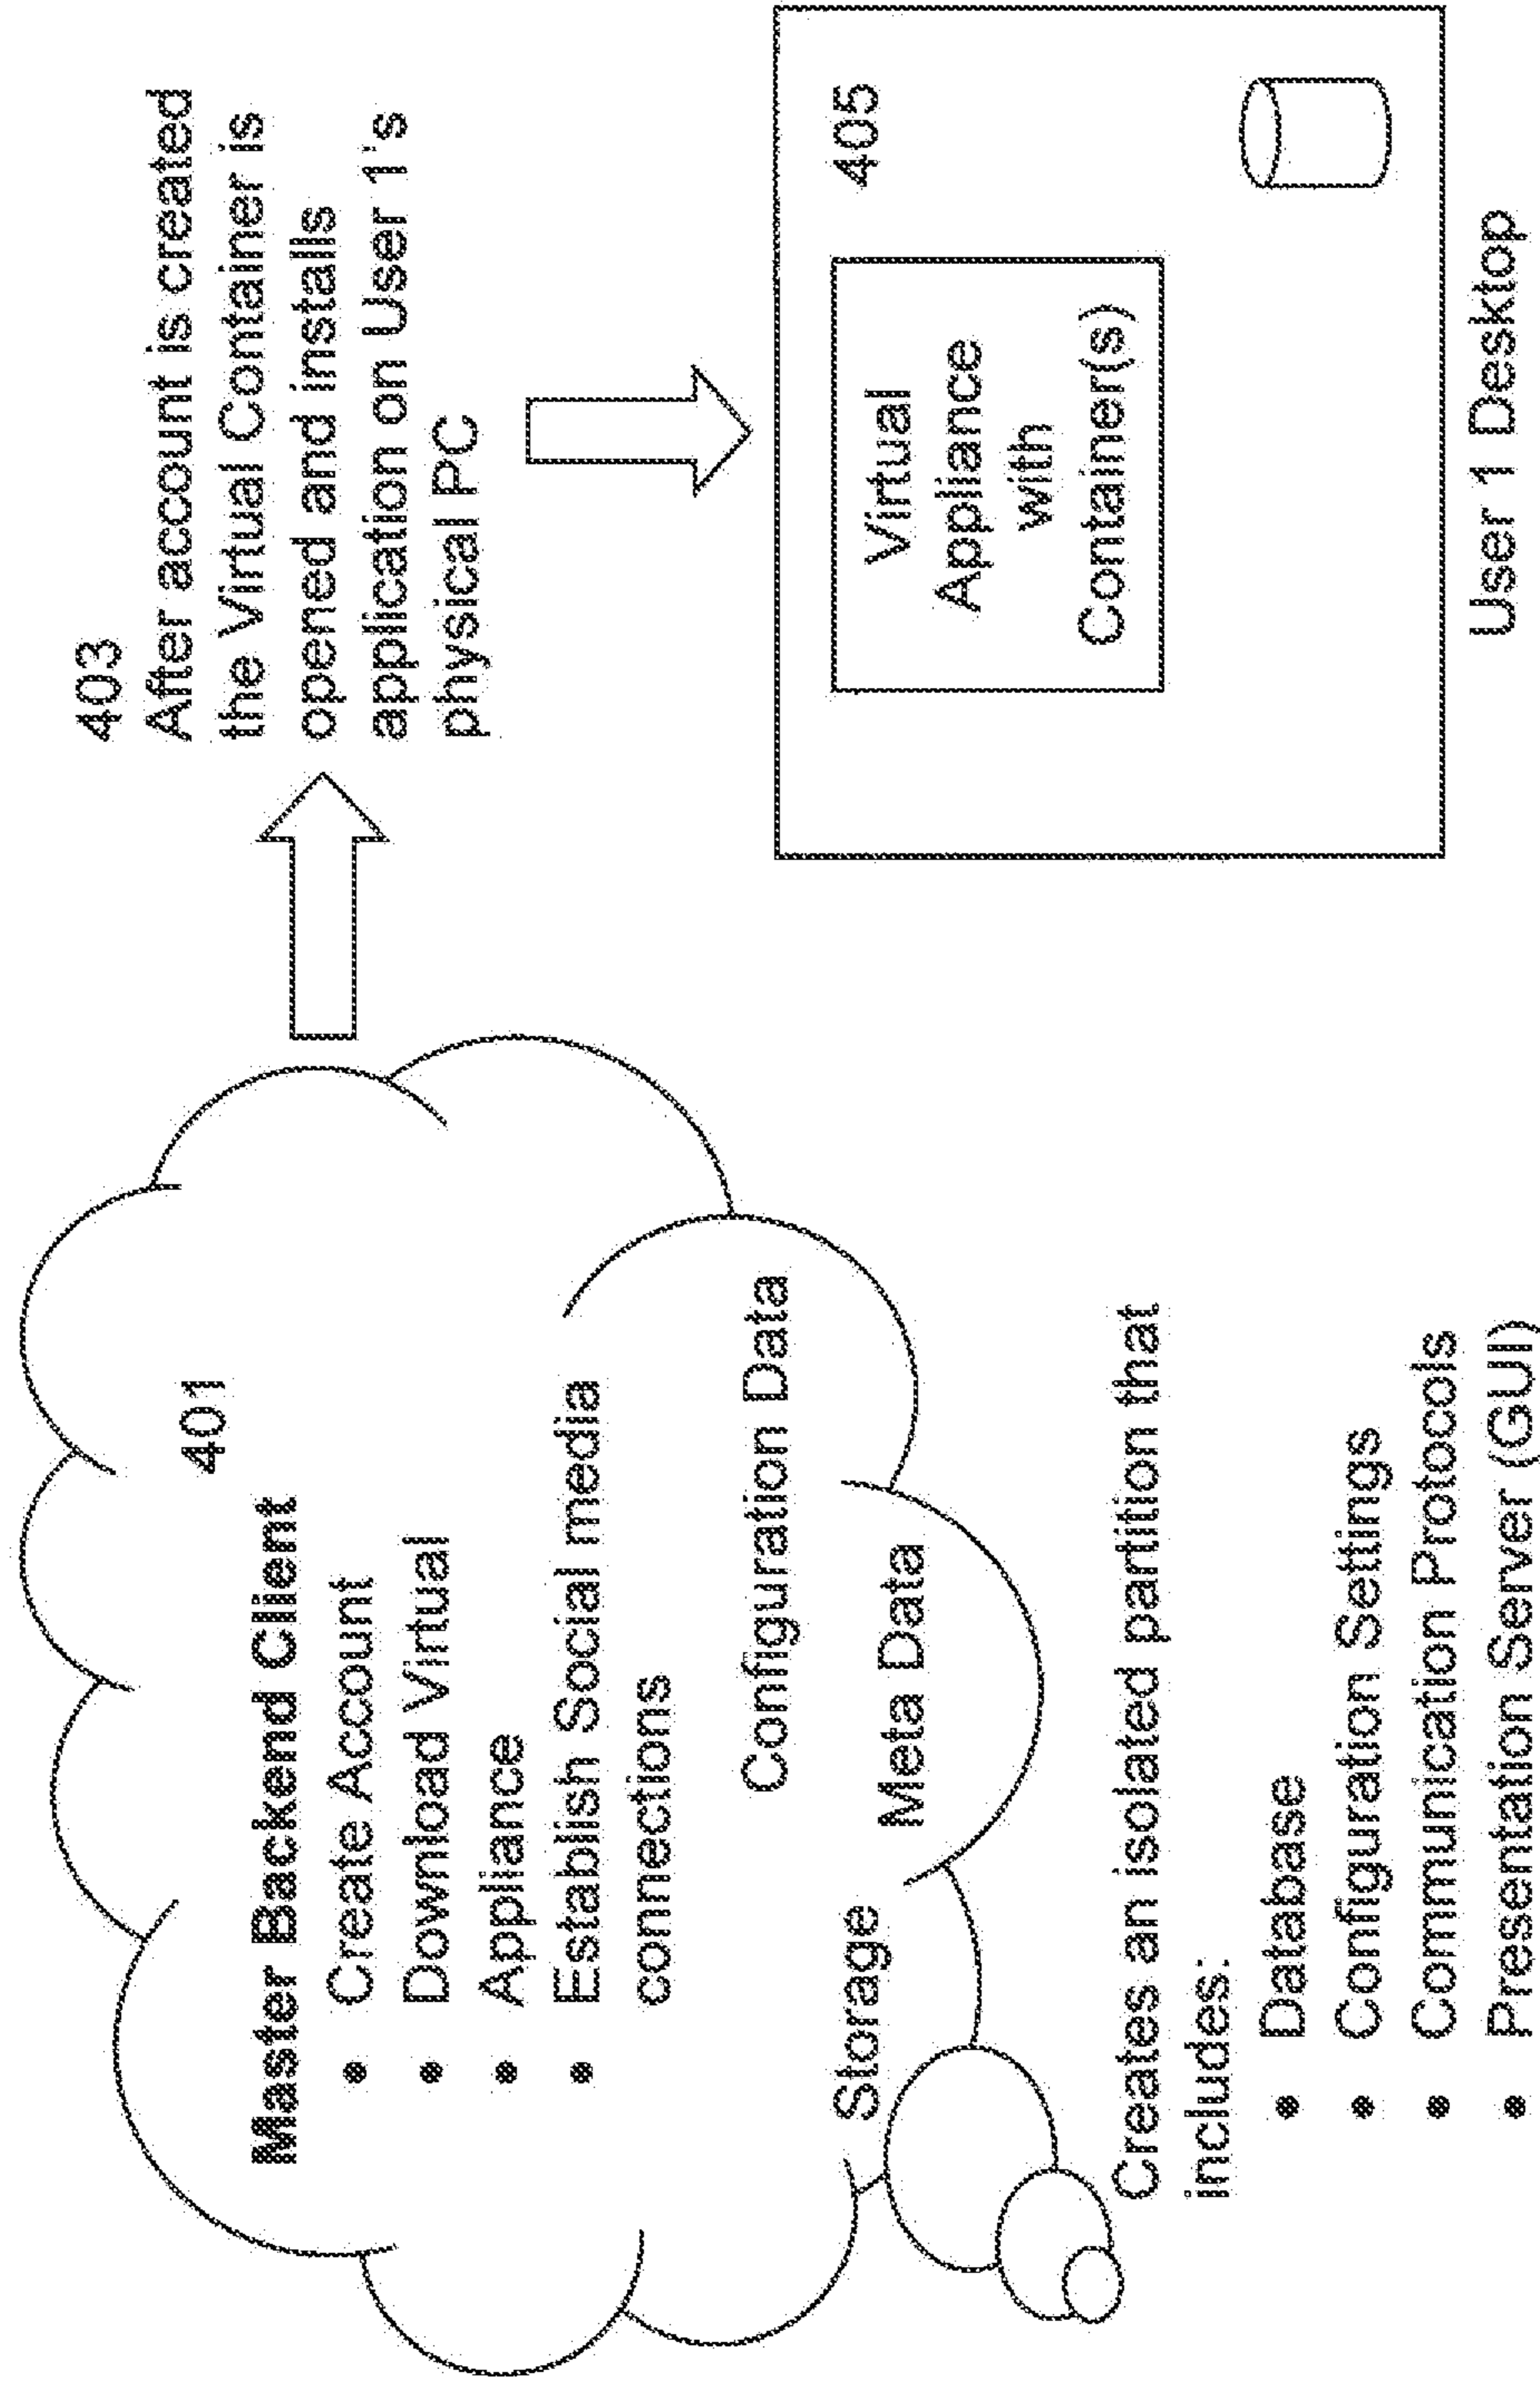 401
Master Backend Client
• Create Account
• Download Virtual
• Appliance
• Establish Social media
connections
Configuration Data
Meta Data
Storage
Creates an isolated partition that
includes:
• Database
• Configuration Settings
• Communication Protocols
• Presentation Server (GUI)
403
After account is created
the Virtual Container is
opened and installs
application on User 1's
physical PC
405
Virtual
Appliance
with
Container(s)
User 1 Desktop